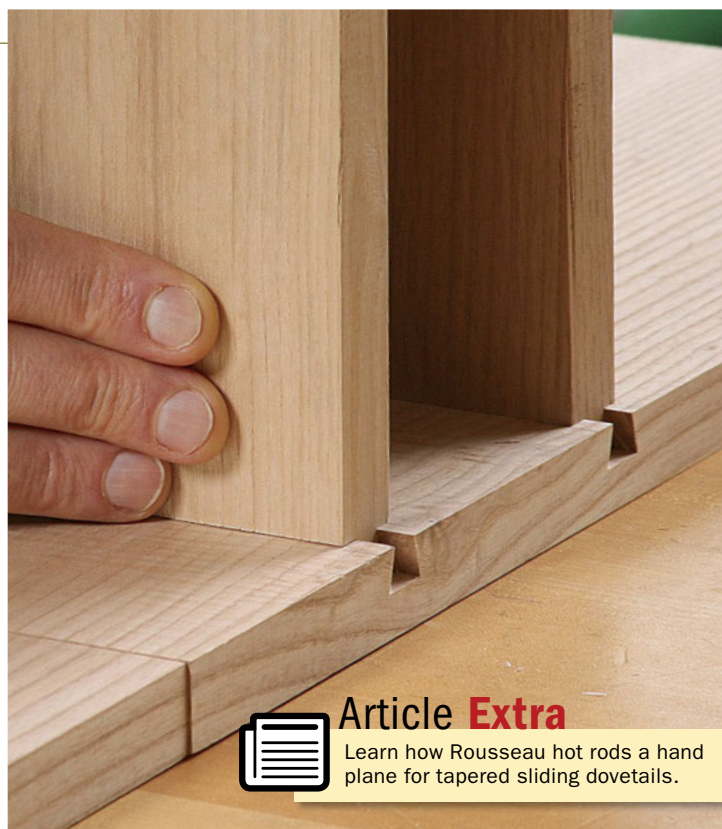 Article Extra
Learn how Rousseau hot rods a hand
plane for tapered sliding dovetails.